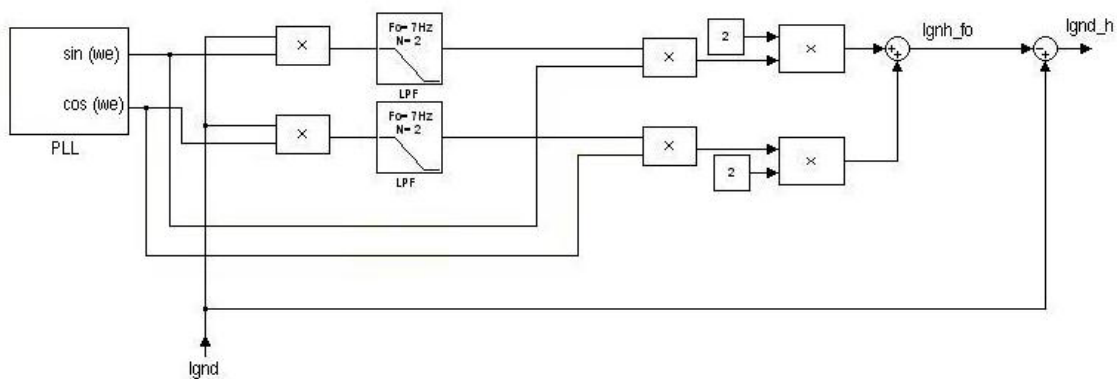 sin (we)
cos (we)
PLL
×
Fo= 7Hz
N= 2
LPF
×
2
×
Ignh_fo
Ignd_h
×
Fo= 7Hz
N= 2
LPF
×
2
×
Ignd